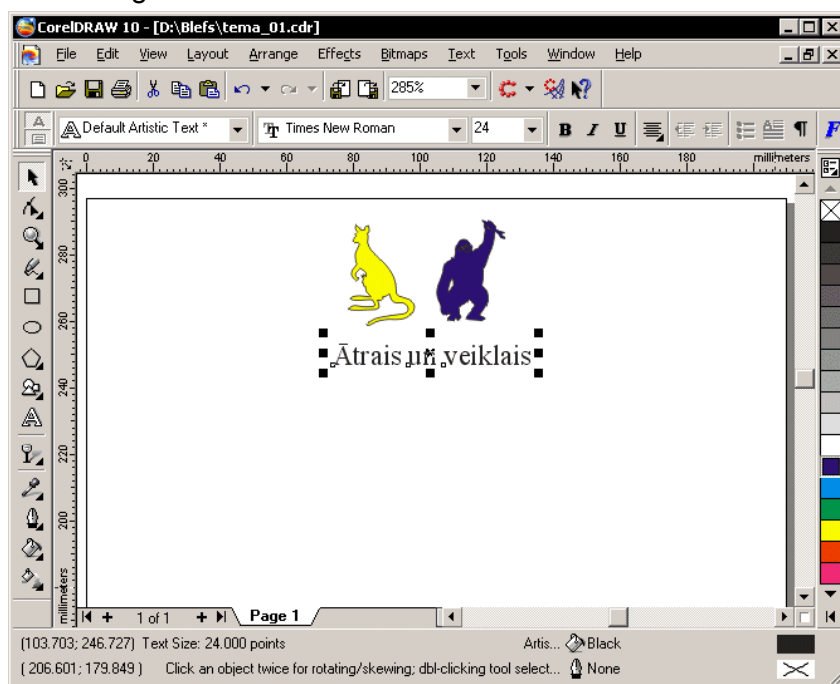 CorelDRAW 10 - [D:\Blefs\tema_01.cdr]
File Edit View Layout Arrange Effects Bitmaps Text Tools Window Help
285%
Default Artistic Text * Times New Roman 24 B I U
0 20 40 60 80 100 120 140 160 180 millimeters
300
280
260
240
220
200
millimeters
Ātrais un veiklais
1 of 1 Page 1
(103.703; 246.727) Text Size: 24.000 points Artis... Black
( 206.601; 179.849 ) Click an object twice for rotating/skewing; dbl-clicking tool select... None